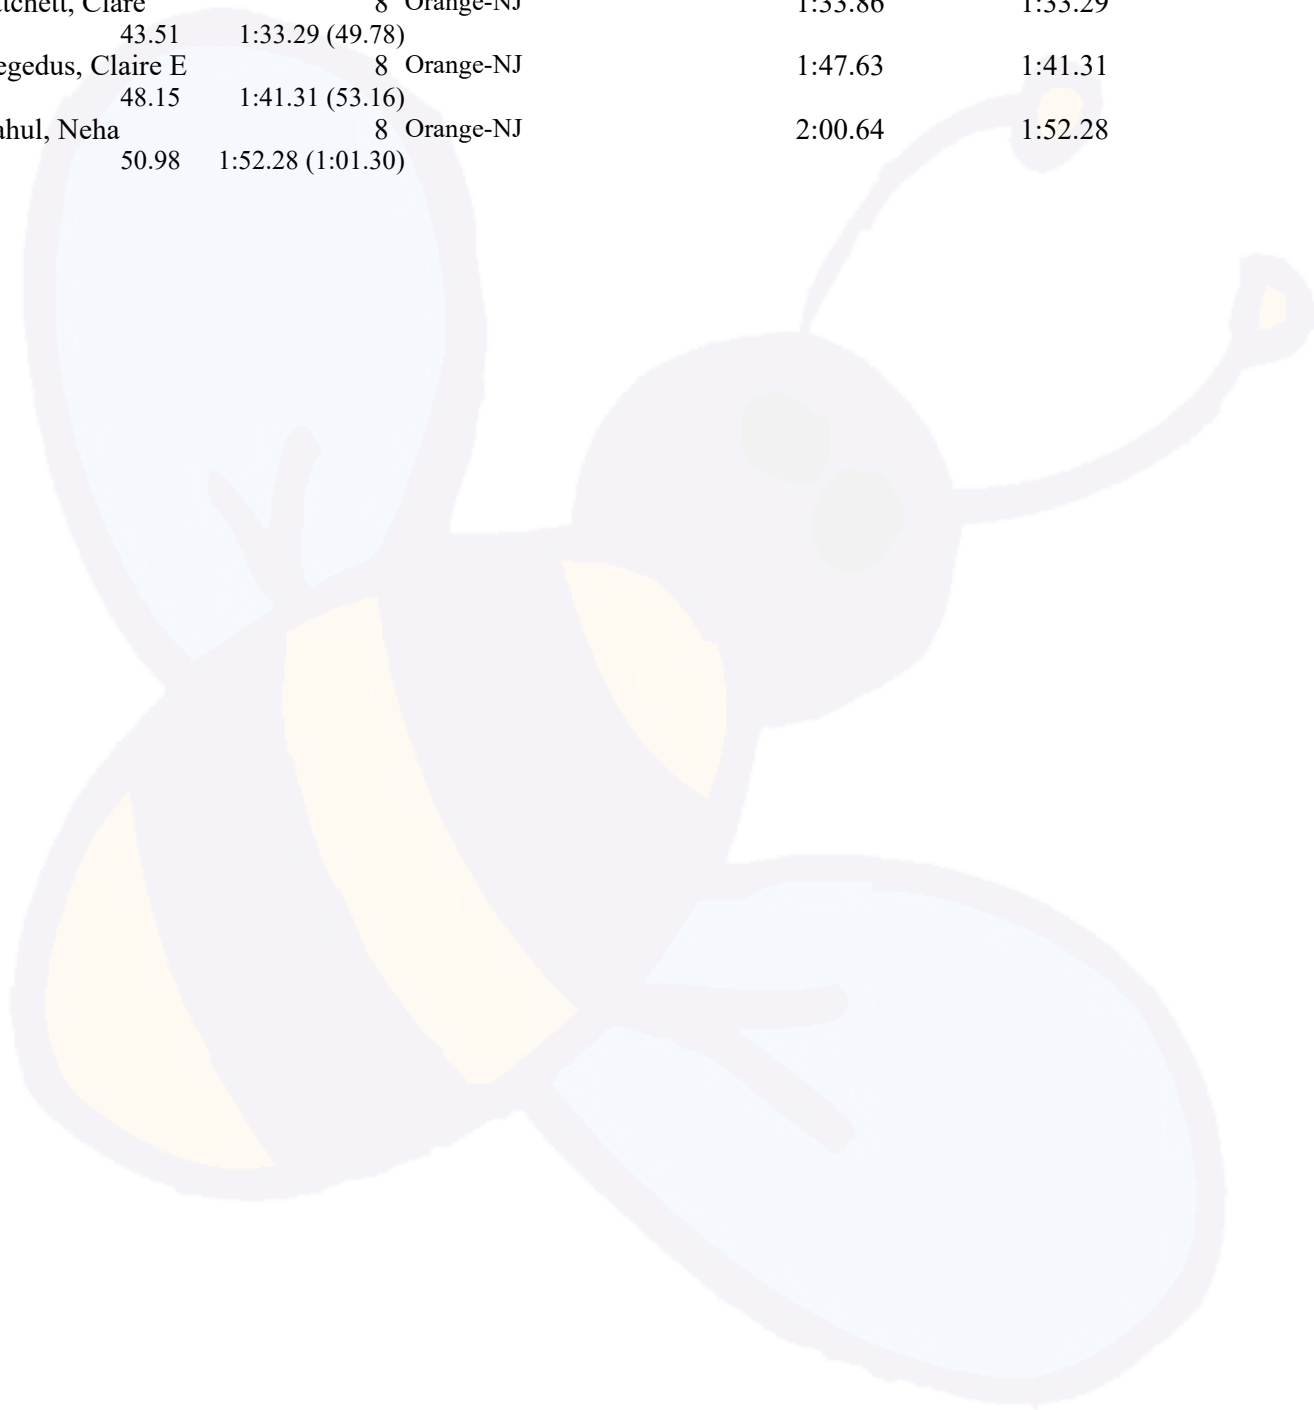 tchett, Clare 8 Orange-NJ 1:33.86 1:33.29
43.51 1:33.29 (49.78)
egedus, Claire E 8 Orange-NJ 1:47.63 1:41.31
48.15 1:41.31 (53.16)
ahul, Neha 8 Orange-NJ 2:00.64 1:52.28
50.98 1:52.28 (1:01.30)